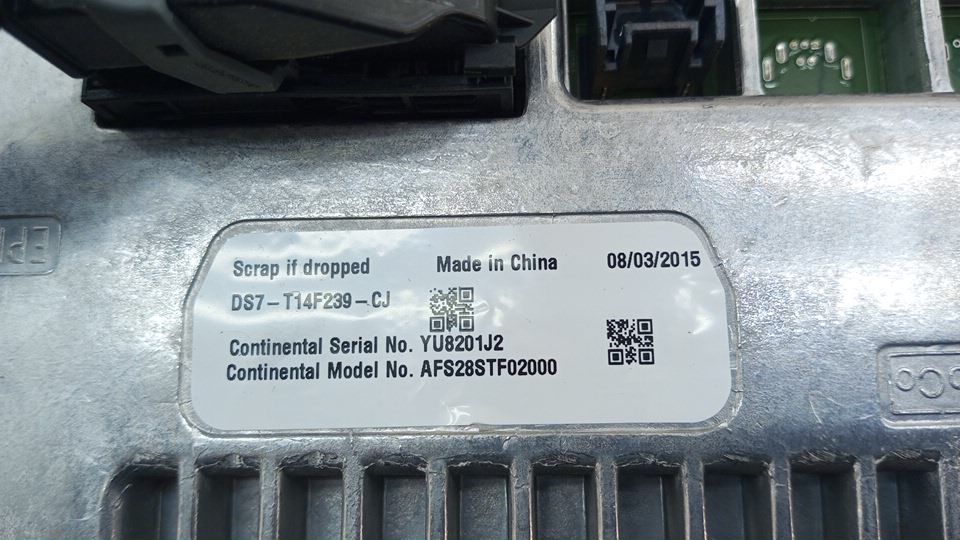 Scrap if dropped
Made in China
08/03/2015
DS7-T14F239-CJ
Continental Serial No. YU8201J2
Continental Model No. AFS28STF02000